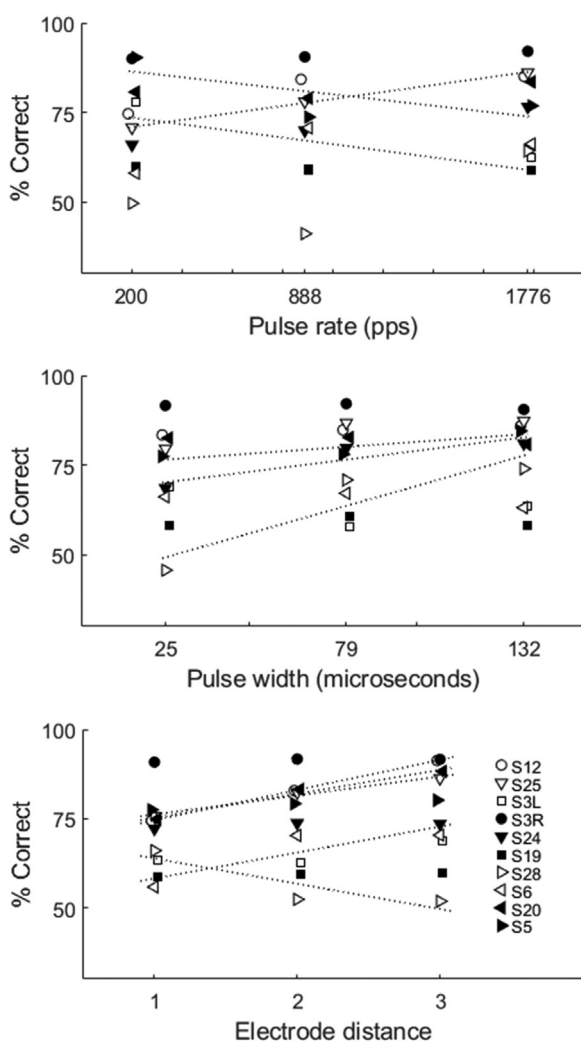 100
75
50
% Correct
200 888 1776
Pulse rate (pps)
100
75
50
% Correct
25 79 132
Pulse width (microseconds)
100
75
50
% Correct
S12
S25
S3L
S3R
S24
S19
S28
S6
S20
S5
1 2 3
Electrode distance